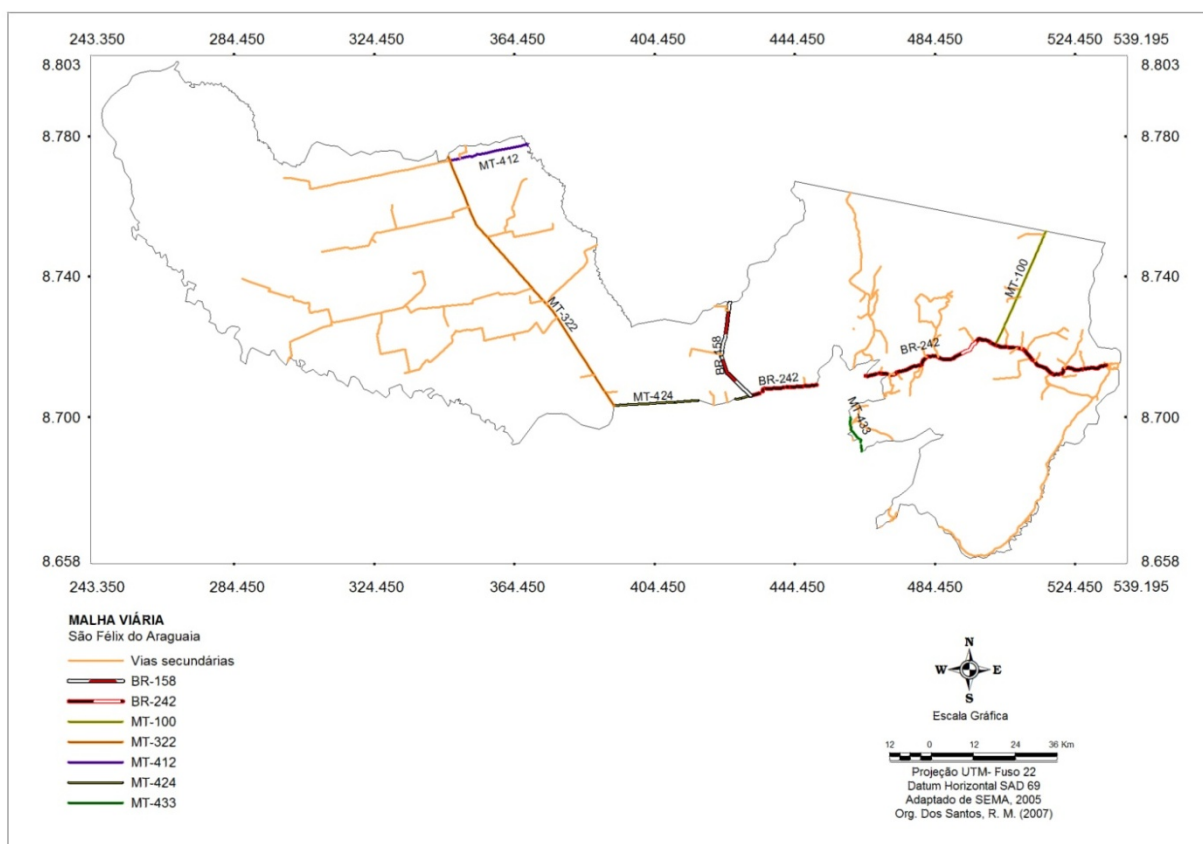 243.350 284.450 324.450 364.450 404.450 444.450 484.450 524.450 539.195
8.803 8.803
8.780 8.780
MT-412
8.740 8.740
MT-100
MT-322
BR-158
BR-242
BR-242
MT-424
8.700 8.700
MT-433
8.658 8.658
243.350 284.450 324.450 364.450 404.450 444.450 484.450 524.450 539.195
MALHA VIÁRIA
São Félix do Araguaia
Vias secundárias
BR-158
BR-242
MT-100
MT-322
MT-412
MT-424
MT-433
N
W E
S
Escala Gráfica
12 0 12 24 36 Km
Projeção UTM- Fuso 22
Datum Horizontal SAD 69
Adaptado de SEMA, 2005
Org. Dos Santos, R. M. (2007)